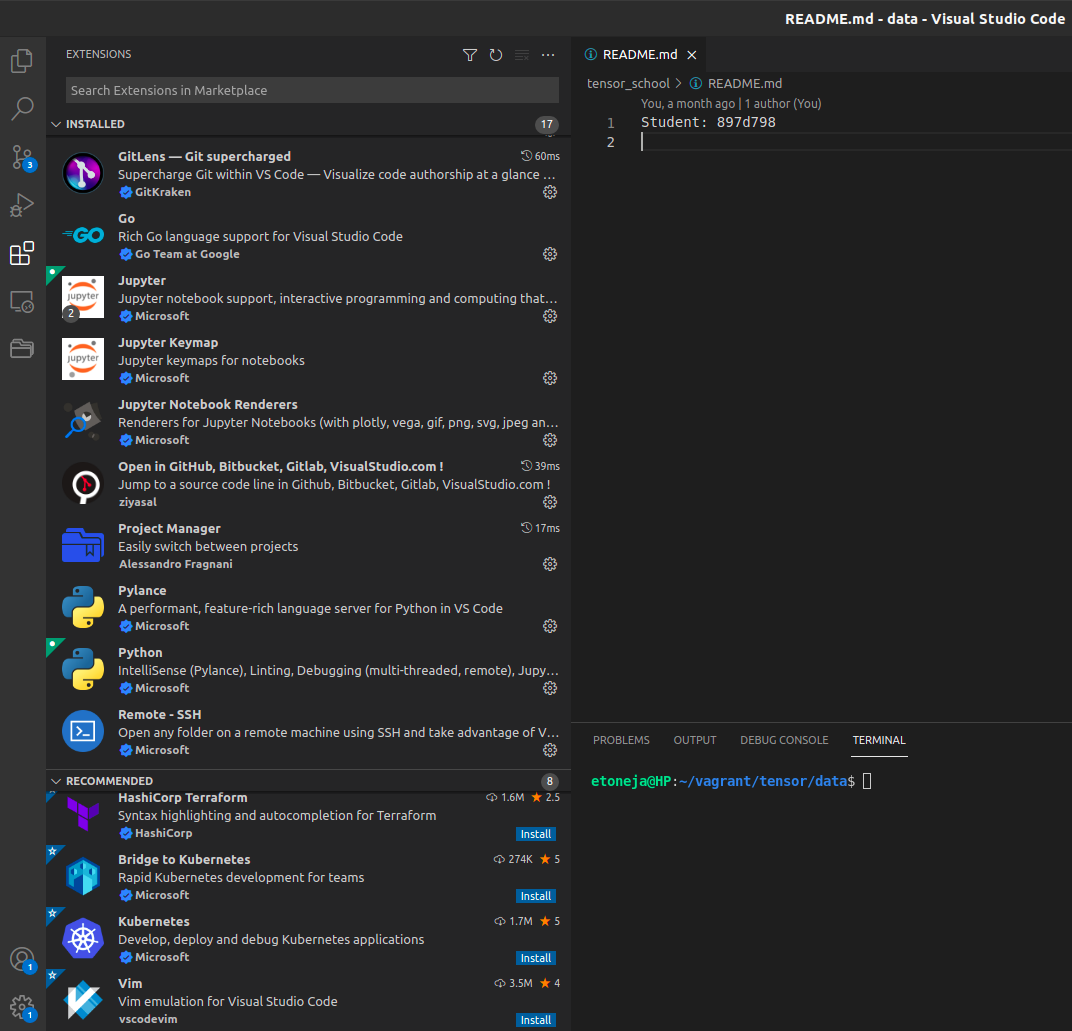 README.md - data - Visual Studio Code
EXTENSIONS
Search Extensions in Marketplace
INSTALLED
17
GitLens — Git supercharged
60ms
Supercharge Git within VS Code — Visualize code authorship at a glance ...
GitKraken
GO
Go
Rich Go language support for Visual Studio Code
Go Team at Google
jupyter
2
Jupyter
Jupyter notebook support, interactive programming and computing that...
Microsoft
jupyter
Jupyter Keymap
Jupyter keymaps for notebooks
Microsoft
Jupyter Notebook Renderers
Renderers for Jupyter Notebooks (with plotly, vega, gif, png, svg, jpeg an...
Microsoft
Open in GitHub, Bitbucket, Gitlab, VisualStudio.com !
39ms
Jump to a source code line in Github, Bitbucket, Gitlab, VisualStudio.com !
ziyasal
Project Manager
17ms
Easily switch between projects
Alessandro Fragnani
Pylance
A performant, feature-rich language server for Python in VS Code
Microsoft
Python
IntelliSense (Pylance), Linting, Debugging (multi-threaded, remote), Jupy...
Microsoft
Remote - SSH
Open any folder on a remote machine using SSH and take advantage of V...
Microsoft
RECOMMENDED
8
HashiCorp Terraform
1.6M 2.5
Syntax highlighting and autocompletion for Terraform
HashiCorp
Install
Bridge to Kubernetes
274K 5
Rapid Kubernetes development for teams
Microsoft
Install
Kubernetes
1.7M 5
Develop, deploy and debug Kubernetes applications
Microsoft
Install
Vim
3.5M 4
Vim emulation for Visual Studio Code
vscodevim
Install
3
1
1
README.md
tensor_school > README.md
You, a month ago | 1 author (You)
1 Student: 897d798
2
PROBLEMS OUTPUT DEBUG CONSOLE TERMINAL
etoneja@HP:~/vagrant/tensor/data$